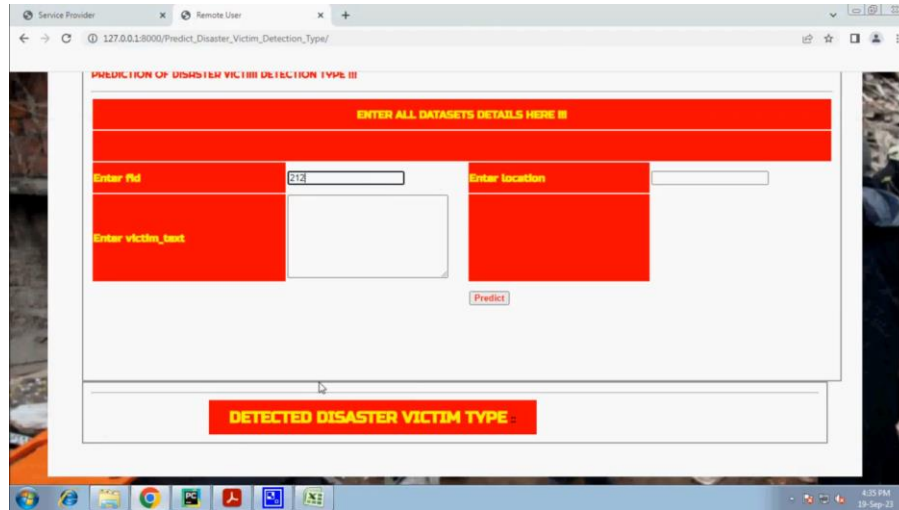 Service Provider
Remote User
127.0.0.1:8000/Predict_Disaster_Victim_Detection_Type/
PREDICTION OF DISASTER VICTIM DETECTION TYPE !!!
ENTER ALL DATASETS DETAILS HERE !!!
Enter fid 212 Enter location
Enter victim_text
Predict
DETECTED DISASTER VICTIM TYPE ::
PC
4:35 PM
19-Sep-23